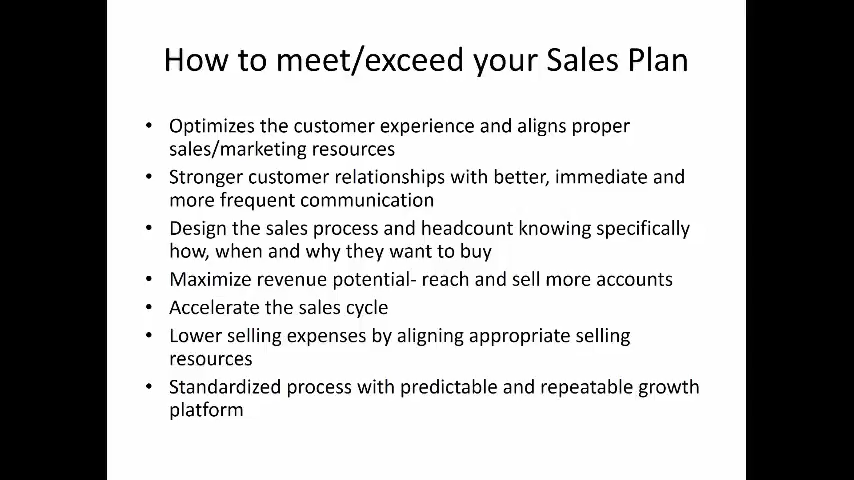 How to meet/exceed your Sales Plan
• Optimizes the customer experience and aligns proper
sales/marketing resources
• Stronger customer relationships with better, immediate and
more frequent communication
• Design the sales process and headcount knowing specifically
how, when and why they want to buy
• Maximize revenue potential- reach and sell more accounts
• Accelerate the sales cycle
• Lower selling expenses by aligning appropriate selling
resources
• Standardized process with predictable and repeatable growth
platform